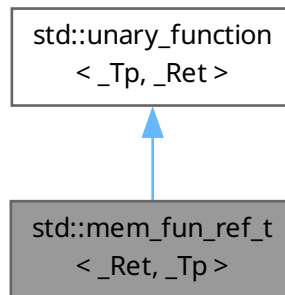 std::unary_function
< _Tp, _Ret >
std::mem_fun_ref_t
< _Ret, _Tp >